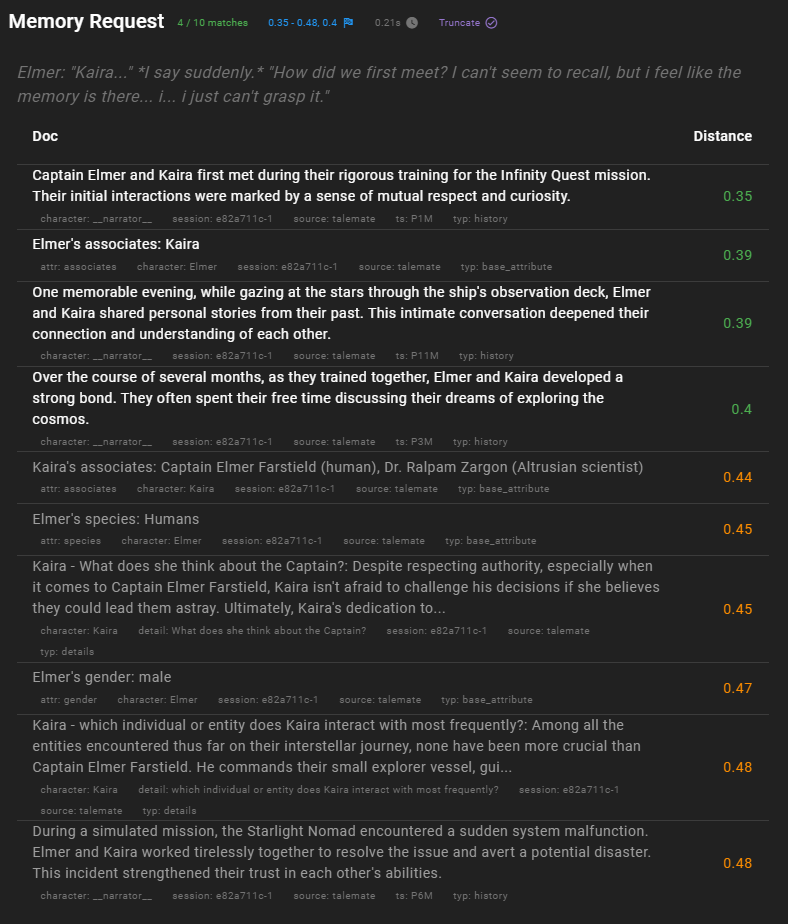 Memory Request 4 / 10 matches 0.35 - 0.48, 0.4 0.21s Truncate
Elmer: "Kaira..." *I say suddenly.* "How did we first meet? I can't seem to recall, but i feel like the
memory is there... i... i just can't grasp it."
Doc Distance
Captain Elmer and Kaira first met during their rigorous training for the Infinity Quest mission.
Their initial interactions were marked by a sense of mutual respect and curiosity.
0.35
character: __narrator__ session: e82a711c-1 source: talemate ts: P1M typ: history
Elmer's associates: Kaira
0.39
attr: associates character: Elmer session: e82a711c-1 source: talemate typ: base_attribute
One memorable evening, while gazing at the stars through the ship's observation deck, Elmer
and Kaira shared personal stories from their past. This intimate conversation deepened their
0.39
connection and understanding of each other.
character: __narrator__ session: e82a711c-1 source: talemate ts: P11M typ: history
Over the course of several months, as they trained together, Elmer and Kaira developed a
strong bond. They often spent their free time discussing their dreams of exploring the
0.4
cosmos.
character: __narrator__ session: e82a711c-1 source: talemate ts: P3M typ: history
Kaira's associates: Captain Elmer Farstield (human), Dr. Ralpam Zargon (Altrusian scientist)
0.44
attr: associates character: Kaira session: e82a711c-1 source: talemate typ: base_attribute
Elmer's species: Humans
0.45
attr: species character: Elmer session: e82a711c-1 source: talemate typ: base_attribute
Kaira - What does she think about the Captain?: Despite respecting authority, especially when
it comes to Captain Elmer Farstield, Kaira isn't afraid to challenge his decisions if she believes
they could lead them astray. Ultimately, Kaira's dedication to...
0.45
character: Kaira detail: What does she think about the Captain? session: e82a711c-1 source: talemate
typ: details
Elmer's gender: male
0.47
attr: gender character: Elmer session: e82a711c-1 source: talemate typ: base_attribute
Kaira - which individual or entity does Kaira interact with most frequently?: Among all the
entities encountered thus far on their interstellar journey, none have been more crucial than
Captain Elmer Farstield. He commands their small explorer vessel, gui...
0.48
character: Kaira detail: which individual or entity does Kaira interact with most frequently? session: e82a711c-1
source: talemate typ: details
During a simulated mission, the Starlight Nomad encountered a sudden system malfunction.
Elmer and Kaira worked tirelessly together to resolve the issue and avert a potential disaster.
0.48
This incident strengthened their trust in each other's abilities.
character: __narrator__ session: e82a711c-1 source: talemate ts: P6M typ: history